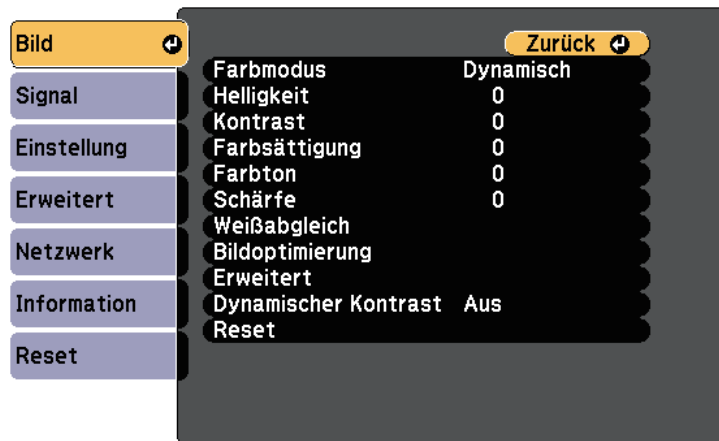 Bild
Signal
Einstellung
Erweitert
Netzwerk
Information
Reset
Zurück
Farbmodus Dynamisch
Helligkeit 0
Kontrast 0
Farbsättigung 0
Farbton 0
Schärfe 0
Weißabgleich
Bildoptimierung
Erweitert
Dynamischer Kontrast Aus
Reset